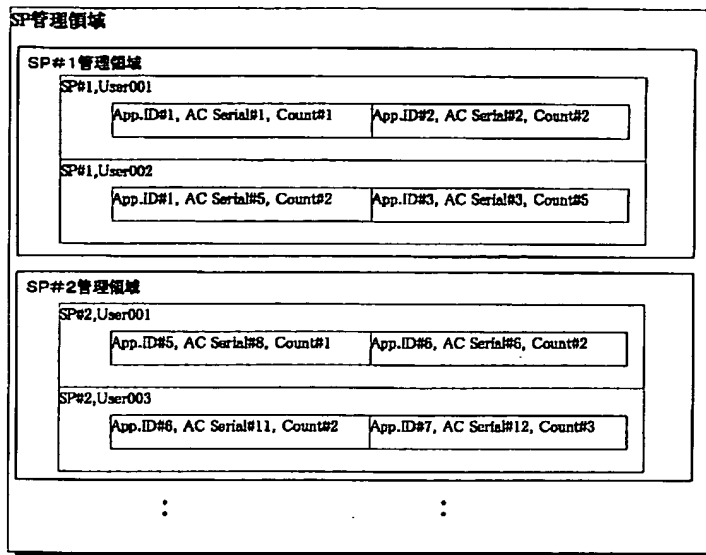 SP管理領域
SP#1管理領域
SP#1,User001
App.ID#1, AC Serial#1, Count#1 App.ID#2, AC Serial#2, Count#2
SP#1,User002
App.ID#1, AC Serial#5, Count#2 App.ID#3, AC Serial#3, Count#5
SP#2管理領域
SP#2,User001
App.ID#5, AC Serial#8, Count#1 App.ID#6, AC Serial#6, Count#2
SP#2,User003
App.ID#6, AC Serial#11, Count#2 App.ID#7, AC Serial#12, Count#3
: :